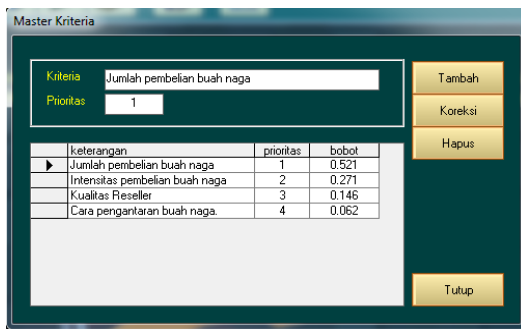 Master Kriteria
Kriteria Jumlah pembelian buah naga
Prioritas 1
Tambah
Koreksi
Hapus
keterangan prioritas bobot
Jumlah pembelian buah naga 1 0.521
Intensitas pembelian buah naga 2 0.271
Kualitas Reseller 3 0.146
Cara pengantaran buah naga. 4 0.062
Tutup